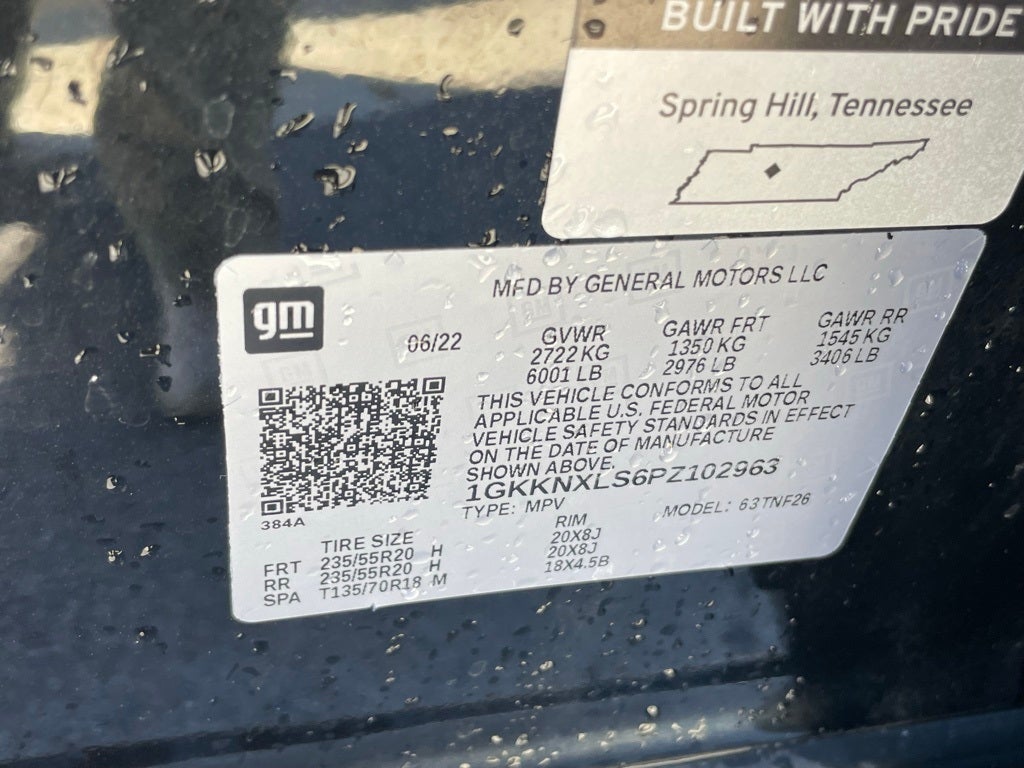 BUILT WITH PRIDE
Spring Hill, Tennessee
gm
MFD BY GENERAL MOTORS LLC
06/22 GVWR GAWR FRT GAWR RR
2722 KG 1350 KG 1545 KG
6001 LB 2976 LB 3406 LB
THIS VEHICLE CONFORMS TO ALL
APPLICABLE U.S. FEDERAL MOTOR
VEHICLE SAFETY STANDARDS IN EFFECT
ON THE DATE OF MANUFACTURE
SHOWN ABOVE.
1GKKNXLS6PZ102963
TYPE: MPV MODEL: 63TNF26
384A
TIRE SIZE RIM
FRT 235/55R20 H 20X8J
RR 235/55R20 H 20X8J
SPA T135/70R18 M 18X4.5B